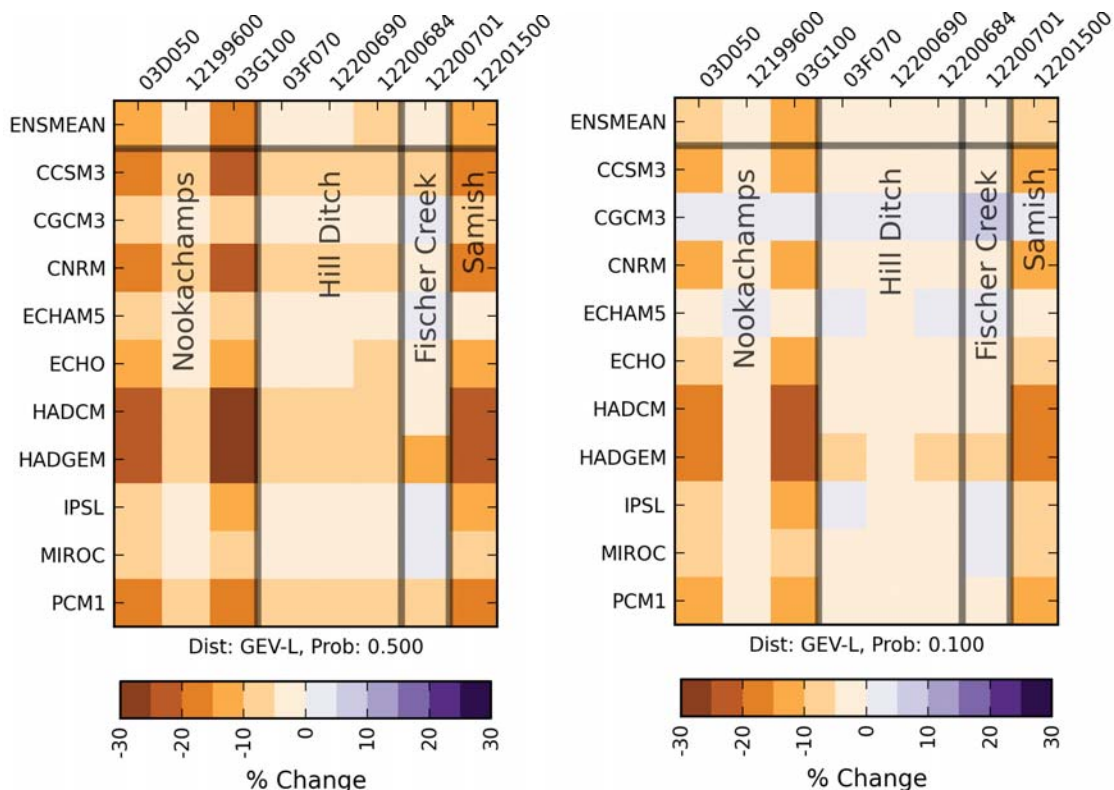 03D050
12199600
03G100
03F070
12200690
12200684
12200701
12201500
ENSMEAN
CCSM3
CGCM3
CNRM
ECHAM5
ECHO
HADCM
HADGEM
IPSL
MIROC
PCM1
Nookachamps
Hill Ditch
Fischer Creek
Samish
Dist: GEV-L, Prob: 0.500
-30
-20
-10
0
10
20
30
% Change
03D050
12199600
03G100
03F070
12200690
12200684
12200701
12201500
ENSMEAN
CCSM3
CGCM3
CNRM
ECHAM5
ECHO
HADCM
HADGEM
IPSL
MIROC
PCM1
Nookachamps
Hill Ditch
Fischer Creek
Samish
Dist: GEV-L, Prob: 0.100
-30
-20
-10
0
10
20
30
% Change